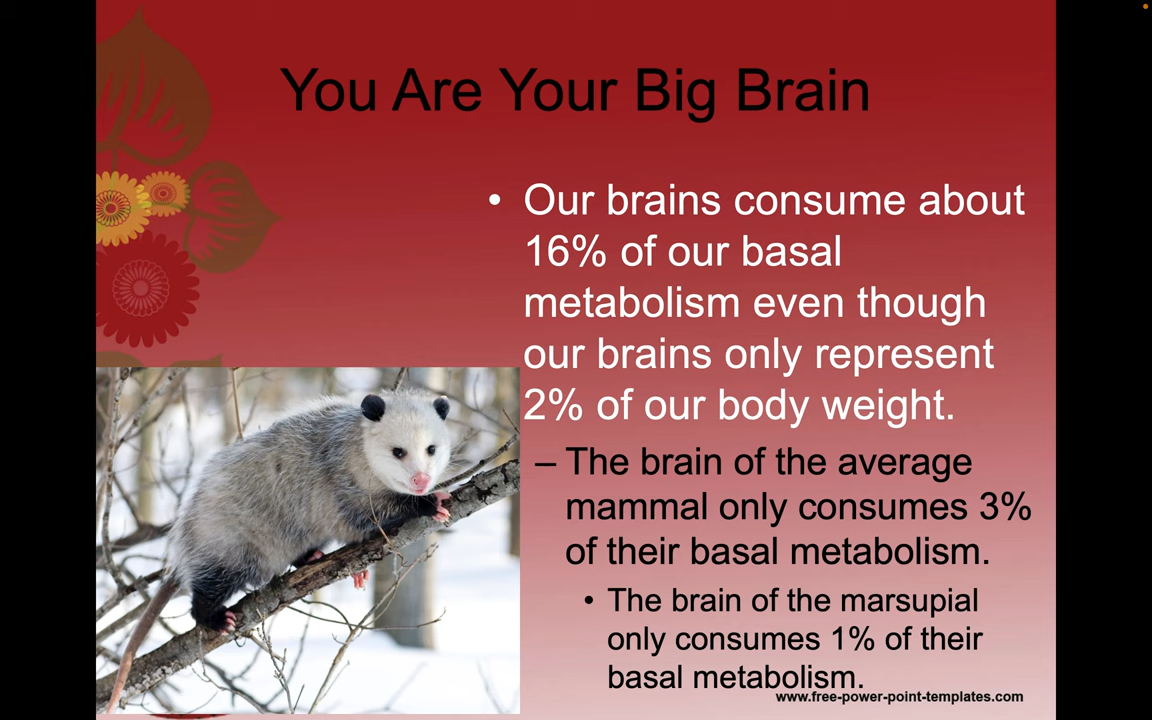 You Are Your Big Brain
• Our brains consume about
16% of our basal
metabolism even though
our brains only represent
2% of our body weight.
– The brain of the average
mammal only consumes 3%
of their basal metabolism.
• The brain of the marsupial
only consumes 1% of their
basal metabolism.
www.free-power-point-templates.com